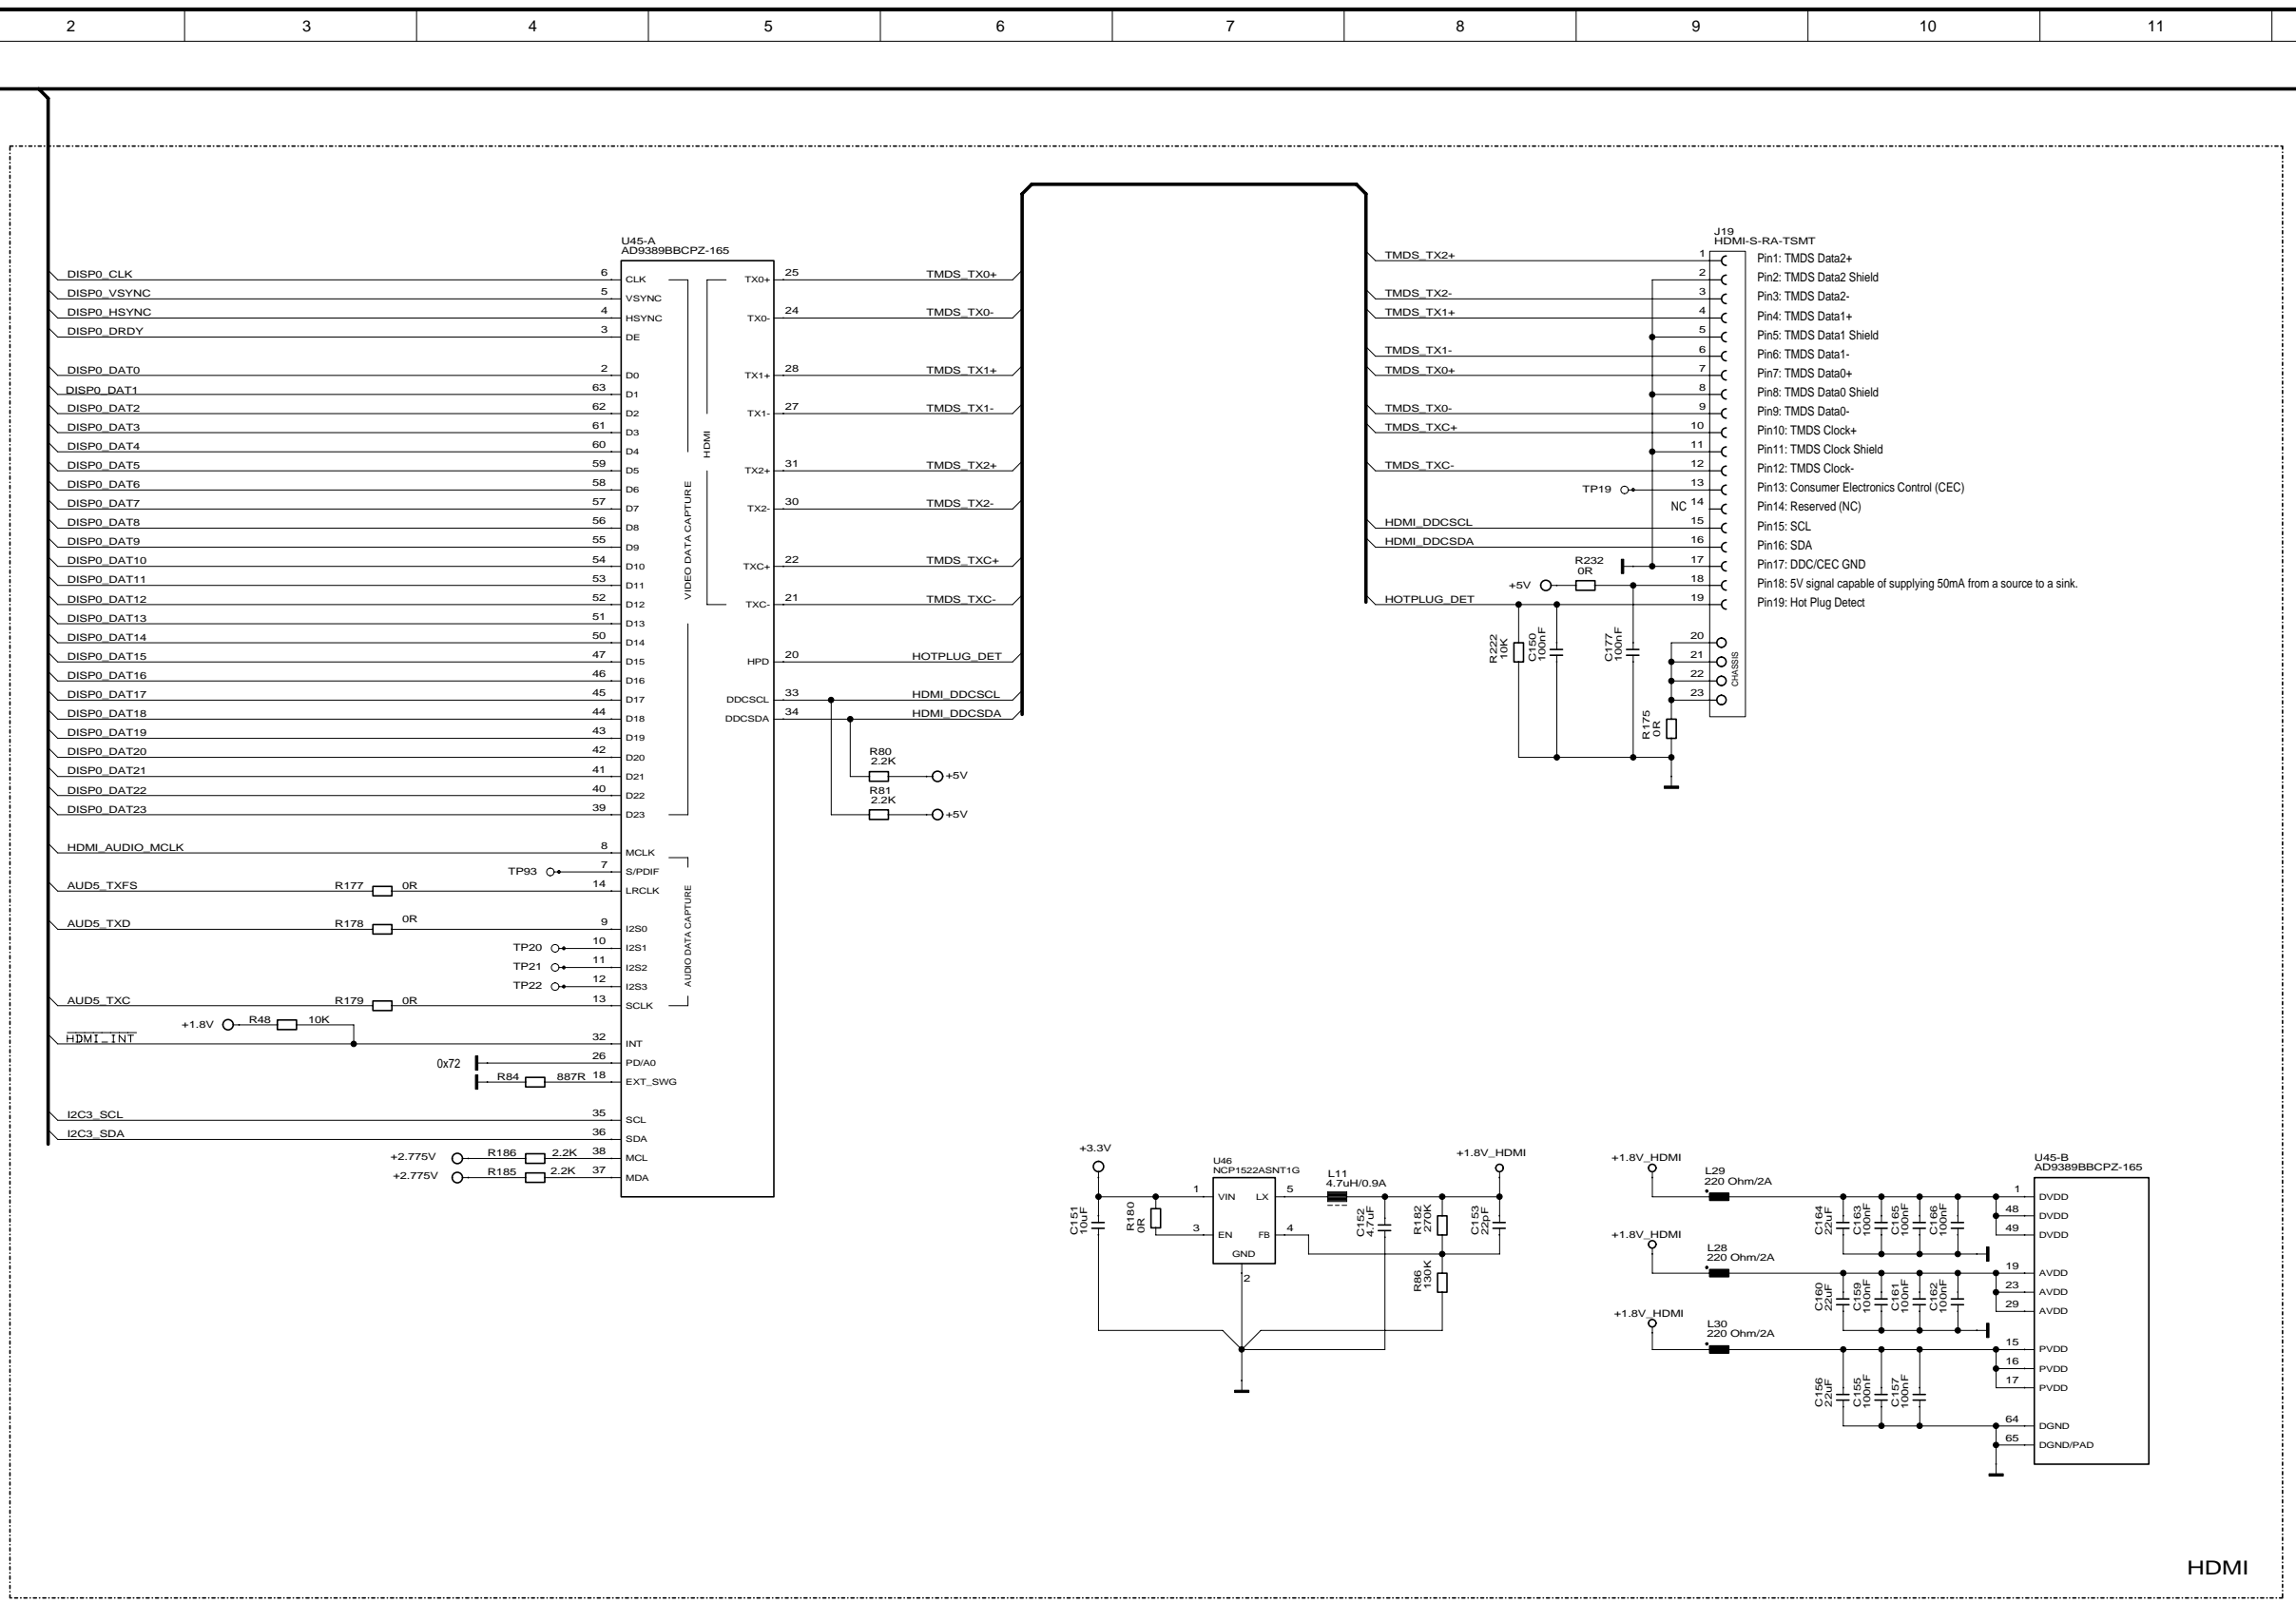 2 3 4 5 6 7 8 9 10 11
U45-A
AD9389BBCPZ-165
DISP0_CLK 6 CLK
DISP0_VSYNC 5 VSYNC
DISP0_HSYNC 4 HSYNC
DISP0_DRDY 3 DE
DISP0_DAT0 2 D0
DISP0_DAT1 63 D1
DISP0_DAT2 62 D2
DISP0_DAT3 61 D3
DISP0_DAT4 60 D4
DISP0_DAT5 59 D5
DISP0_DAT6 58 D6
DISP0_DAT7 57 D7
DISP0_DAT8 56 D8
DISP0_DAT9 55 D9
DISP0_DAT10 54 D10
DISP0_DAT11 53 D11
DISP0_DAT12 52 D12
DISP0_DAT13 51 D13
DISP0_DAT14 50 D14
DISP0_DAT15 47 D15
DISP0_DAT16 46 D16
DISP0_DAT17 45 D17
DISP0_DAT18 44 D18
DISP0_DAT19 43 D19
DISP0_DAT20 42 D20
DISP0_DAT21 41 D21
DISP0_DAT22 40 D22
DISP0_DAT23 39 D23
HDMI_AUDIO_MCLK 8 MCLK
TP93 7 S/PDIF
AUD5_TXFS R177 0R 14 LRCLK
AUD5_TXD R178 0R 9 I2S0
TP20 10 I2S1
TP21 11 I2S2
TP22 12 I2S3
AUD5_TXC R179 0R 13 SCLK
+1.8V R48 10K
HDMI_INT 32 INT
0x72 26 PD/A0
R84 887R 18 EXT_SWG
I2C3_SCL 35 SCL
I2C3_SDA 36 SDA
+2.775V R186 2.2K 38 MCL
+2.775V R185 2.2K 37 MDA
VIDEO DATA CAPTURE
HDMI
AUDIO DATA CAPTURE
TX0+ 25 TMDS_TX0+
TX0- 24 TMDS_TX0-
TX1+ 28 TMDS_TX1+
TX1- 27 TMDS_TX1-
TX2+ 31 TMDS_TX2+
TX2- 30 TMDS_TX2-
TXC+ 22 TMDS_TXC+
TXC- 21 TMDS_TXC-
HPD 20 HOTPLUG_DET
DDCSCL 33 HDMI_DDCSCL
DDCSDA 34 HDMI_DDCSDA
R80
2.2K
+5V
R81
2.2K
+5V
J19
HDMI-S-RA-TSMT
TMDS_TX2+ 1 Pin1: TMDS Data2+
2 Pin2: TMDS Data2 Shield
TMDS_TX2- 3 Pin3: TMDS Data2-
TMDS_TX1+ 4 Pin4: TMDS Data1+
5 Pin5: TMDS Data1 Shield
TMDS_TX1- 6 Pin6: TMDS Data1-
TMDS_TX0+ 7 Pin7: TMDS Data0+
8 Pin8: TMDS Data0 Shield
TMDS_TX0- 9 Pin9: TMDS Data0-
TMDS_TXC+ 10 Pin10: TMDS Clock+
11 Pin11: TMDS Clock Shield
TMDS_TXC- 12 Pin12: TMDS Clock-
TP19 13 Pin13: Consumer Electronics Control (CEC)
NC 14 Pin14: Reserved (NC)
HDMI_DDCSCL 15 Pin15: SCL
HDMI_DDCSDA 16 Pin16: SDA
17 Pin17: DDC/CEC GND
+5V R232 0R 18 Pin18: 5V signal capable of supplying 50mA from a source to a sink.
HOTPLUG_DET 19 Pin19: Hot Plug Detect
20
21
22
23
CHASSIS
R222
10K
C150
100nF
C177
100nF
R175
0R
+3.3V
U46
NCP1522ASNT1G
1 VIN LX 5
3 EN FB 4
GND
2
L11
4.7uH/0.9A
+1.8V_HDMI
C151
10uF
R180
0R
C152
4.7uF
R182
270K
C153
22pF
R86
130K
+1.8V_HDMI
L29
220 Ohm/2A
+1.8V_HDMI
L28
220 Ohm/2A
+1.8V_HDMI
L30
220 Ohm/2A
C164
22uF
C163
100nF
C165
100nF
C166
100nF
C160
22uF
C159
100nF
C161
100nF
C162
100nF
C156
22uF
C155
100nF
C157
100nF
U45-B
AD9389BBCPZ-165
1 DVDD
48 DVDD
49 DVDD
19 AVDD
23 AVDD
29 AVDD
15 PVDD
16 PVDD
17 PVDD
64 DGND
65 DGND/PAD
HDMI